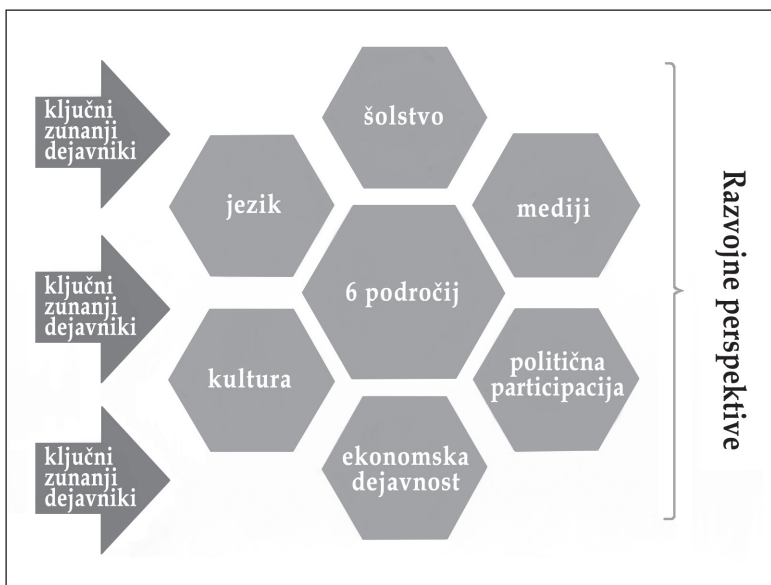 ključni
zunanji
dejavniki
ključni
zunanji
dejavniki
ključni
zunanji
dejavniki
šolstvo
jezik
mediji
6 področij
kultura
politična
participacija
ekonomska
dejavnost
Razvojne perspektive